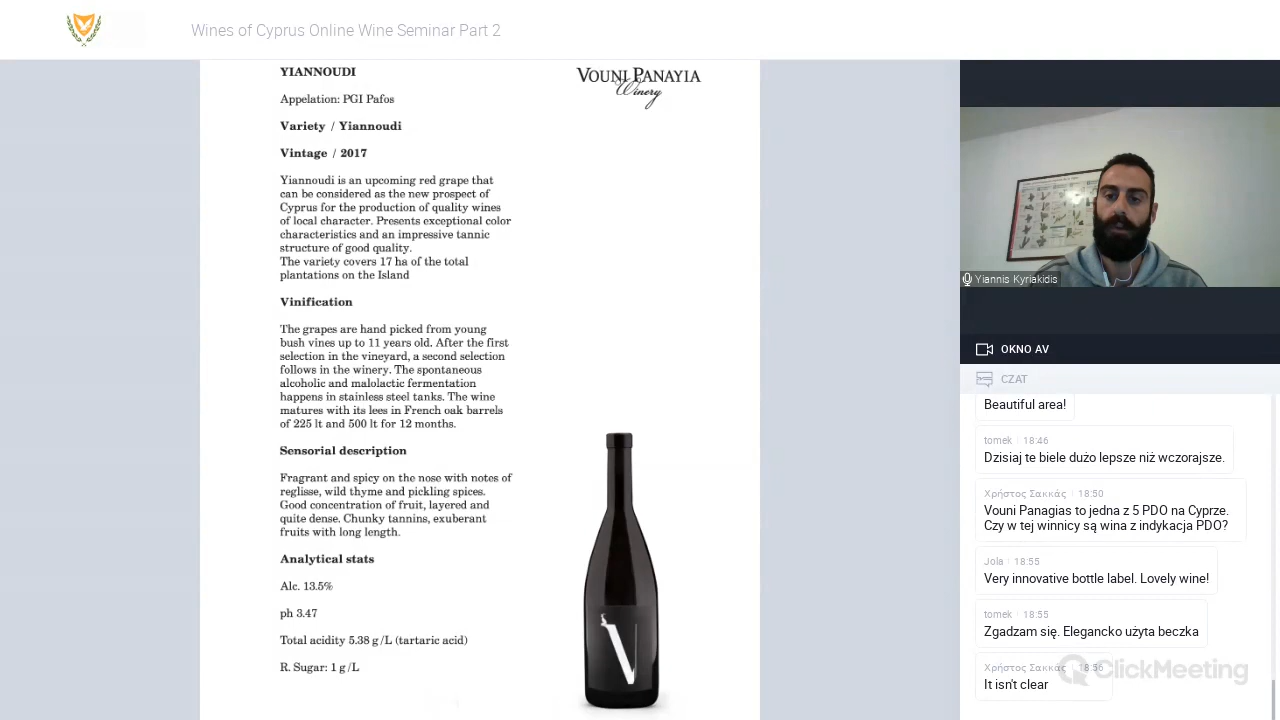 Wines of Cyprus Online Wine Seminar Part 2
YIANNOUDI
Appelation: PGI Pafos
Variety / Yiannoudi
Vintage / 2017
Yiannoudi is an upcoming red grape that
can be considered as the new prospect of
Cyprus for the production of quality wines
of local character. Presents exceptional color
characteristics and an impressive tannic
structure of good quality.
The variety covers 17 ha of the total
plantations on the Island
Vinification
The grapes are hand picked from young
bush vines up to 11 years old. After the first
selection in the vineyard, a second selection
follows in the winery. The spontaneous
alcoholic and malolactic fermentation
happens in stainless steel tanks. The wine
matures with its lees in French oak barrels
of 225 lt and 500 lt for 12 months.
Sensorial description
Fragrant and spicy on the nose with notes of
reglisse, wild thyme and pickling spices.
Good concentration of fruit, layered and
quite dense. Chunky tannins, exuberant
fruits with long length.
Analytical stats
Alc. 13.5%
ph 3.47
Total acidity 5.38 g/L (tartaric acid)
R. Sugar: 1 g/L
VOUNI PANAYIA
Winery
Yiannis Kyriakidis
OKNO AV
CZAT
Beautiful area!
tomek 18:46
Dzisiaj te biele dużo lepsze niż wczorajsze.
Χρήστος Σακκάς 18:50
Vouni Panagias to jedna z 5 PDO na Cyprze.
Czy w tej winnicy są wina z indykacja PDO?
Jola 18:55
Very innovative bottle label. Lovely wine!
tomek 18:55
Zgadzam się. Elegancko użyta beczka
Χρήστος Σακκάς 18:56
It isn't clear
ClickMeeting